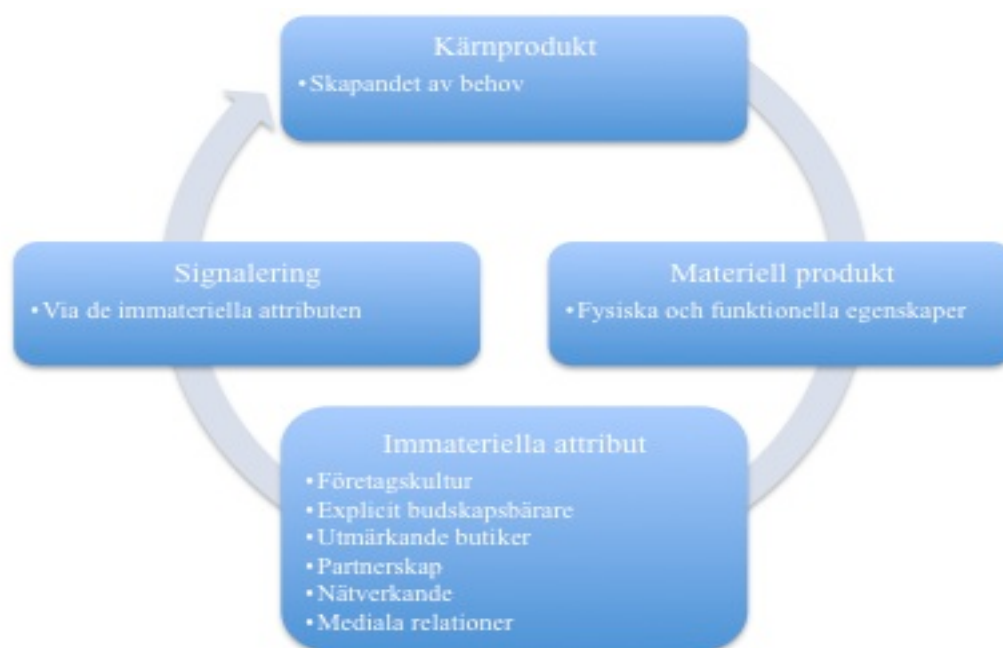 Kärnprodukt
• Skapandet av behov
Signalering
• Via de immateriella attributen
Materiell produkt
• Fysiska och funktionella egenskaper
Immateriella attribut
• Företagskultur
• Explicit budskapsbärare
• Utmärkande butiker
• Partnerskap
• Nätverkande
• Mediala relationer